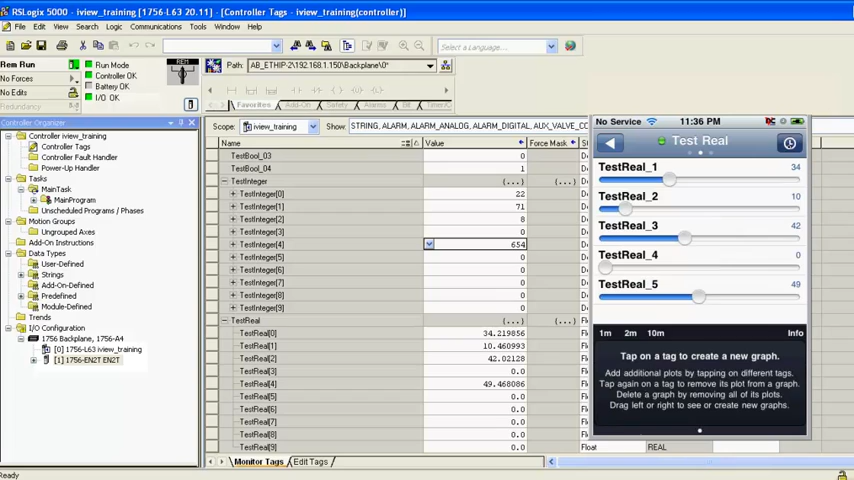 RSLogix 5000 - iview_training [1756-L63 20.11] - [Controller Tags - iview_training(controller)]
File Edit View Search Logic Communications Tools Window Help
Select a Language...
Rem Run
Run Mode
REM
Path: AB_ETHIP-2\192.168.1.150\Backplane\0*
No Forces
Controller OK
Battery OK
No Edits
I/O OK
Redundancy
Favorites Add-On Safety Alarms Bit
Controller Organizer
Scope: iview_training Show: STRING, ALARM, ALARM_ANALOG, ALARM_DIGITAL, AUX_VALVE_CO
Name Value Force Mask
Controller iview_training
Controller Tags
Controller Fault Handler
Power-Up Handler
Tasks
MainTask
MainProgram
Unscheduled Programs / Phases
Motion Groups
Ungrouped Axes
Add-On Instructions
Data Types
User-Defined
Strings
Add-On-Defined
Predefined
Module-Defined
Trends
I/O Configuration
1756 Backplane, 1756-A4
[0] 1756-L63 iview_training
[1] 1756-EN2T EN2T
TestBool_03 0
TestBool_04 1
TestInteger {...} {...}
TestInteger[0] 22
TestInteger[1] 71
TestInteger[2] 8
TestInteger[3] 0
TestInteger[4] 654
TestInteger[5] 0
TestInteger[6] 0
TestInteger[7] 0
TestInteger[8] 0
TestInteger[9] 0
TestReal {...} {...}
TestReal[0] 34.219856
TestReal[1] 10.460993
TestReal[2] 42.02128
TestReal[3] 0.0
TestReal[4] 49.468086
TestReal[5] 0.0
TestReal[6] 0.0
TestReal[7] 0.0
TestReal[8] 0.0
TestReal[9] 0.0 Float REAL
Monitor Tags Edit Tags
Ready
No Service 11:36 PM
Test Real
TestReal_1 34
TestReal_2 10
TestReal_3 42
TestReal_4 0
TestReal_5 49
1m 2m 10m Info
Tap on a tag to create a new graph.
Add additional plots by tapping on different tags.
Tap again on a tag to remove its plot from a graph.
Delete a graph by removing all of its plots.
Drag left or right to see or create new graphs.